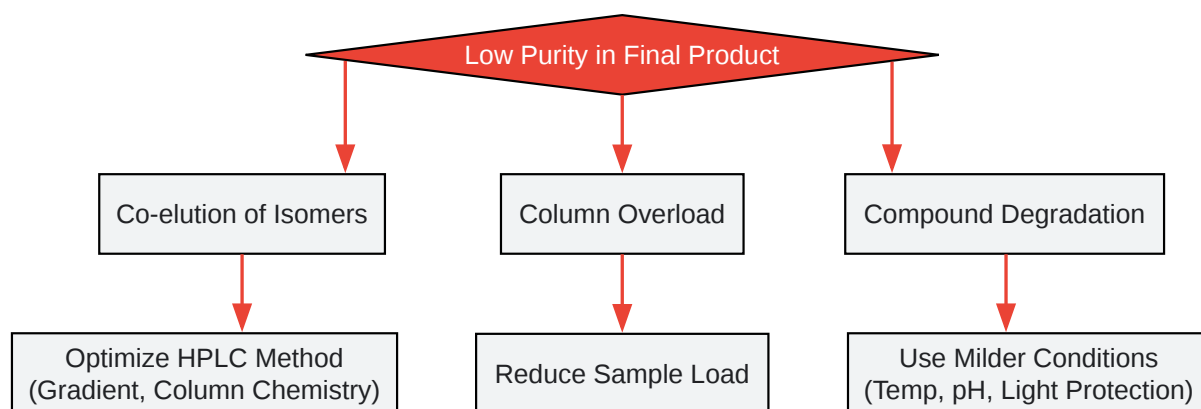 Low Purity in Final Product
Co-elution of Isomers
Column Overload
Compound Degradation
Optimize HPLC Method
(Gradient, Column Chemistry)
Reduce Sample Load
Use Milder Conditions
(Temp, pH, Light Protection)